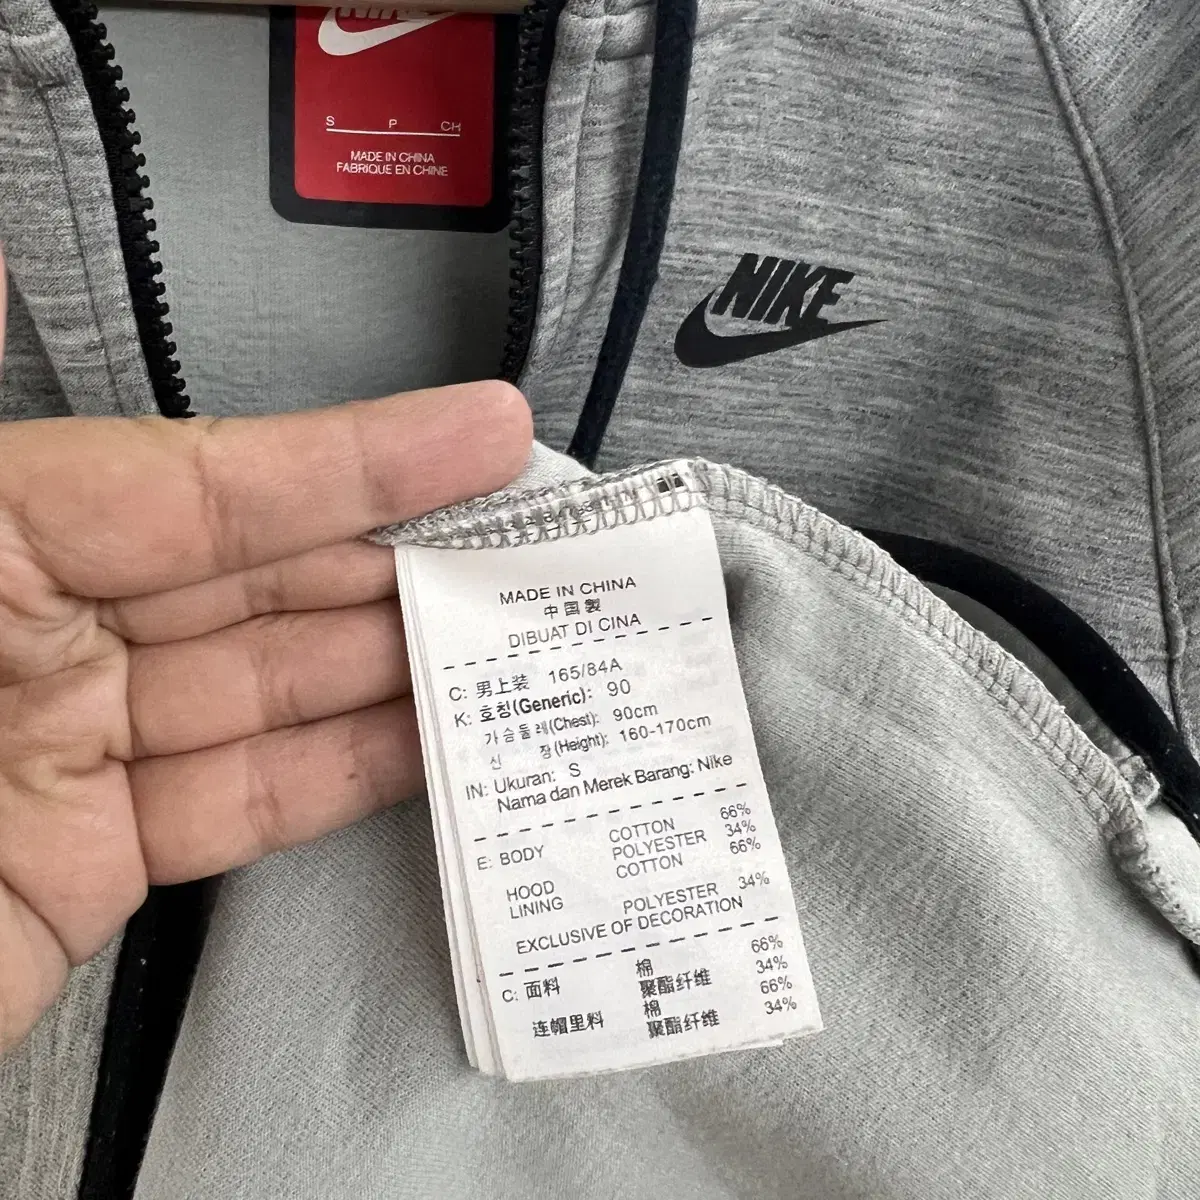 NIKE
S P CH
MADE IN CHINA
FABRIQUE EN CHINE
NIKE
MADE IN CHINA
中国製
DIBUAT DI CINA
C: 男上装 165/84A
K: 호칭(Generic): 90
가슴둘레(Chest): 90cm
신 장(Height): 160-170cm
IN: Ukuran: S
Nama dan Merek Barang: Nike
E: BODY COTTON 66%
POLYESTER 34%
HOOD COTTON 66%
LINING POLYESTER 34%
EXCLUSIVE OF DECORATION
C: 面料 棉 66%
聚酯纤维 34%
连帽里料 棉 66%
聚酯纤维 34%